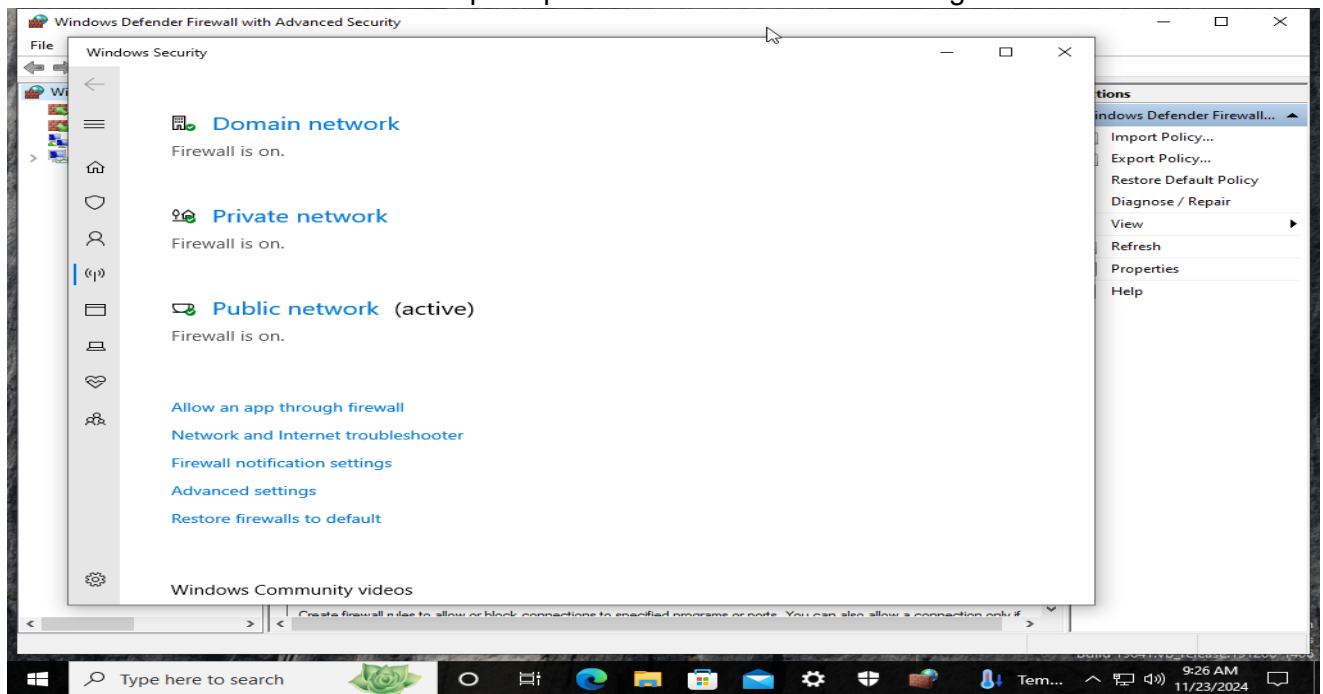 Windows Defender Firewall with Advanced Security
File
Windows Security
Wi
tions
indows Defender Firewall...
Domain network
Import Policy...
Firewall is on.
Export Policy...
Restore Default Policy
Diagnose / Repair
Private network
View
Firewall is on.
Refresh
Properties
Help
Public network (active)
Firewall is on.
Allow an app through firewall
Network and Internet troubleshooter
Firewall notification settings
Advanced settings
Restore firewalls to default
Windows Community videos
Create firewall rules to allow or block connections to specified programs or ports. You can also allow a connection only if
Type here to search
Tem...
9:26 AM
11/23/2024